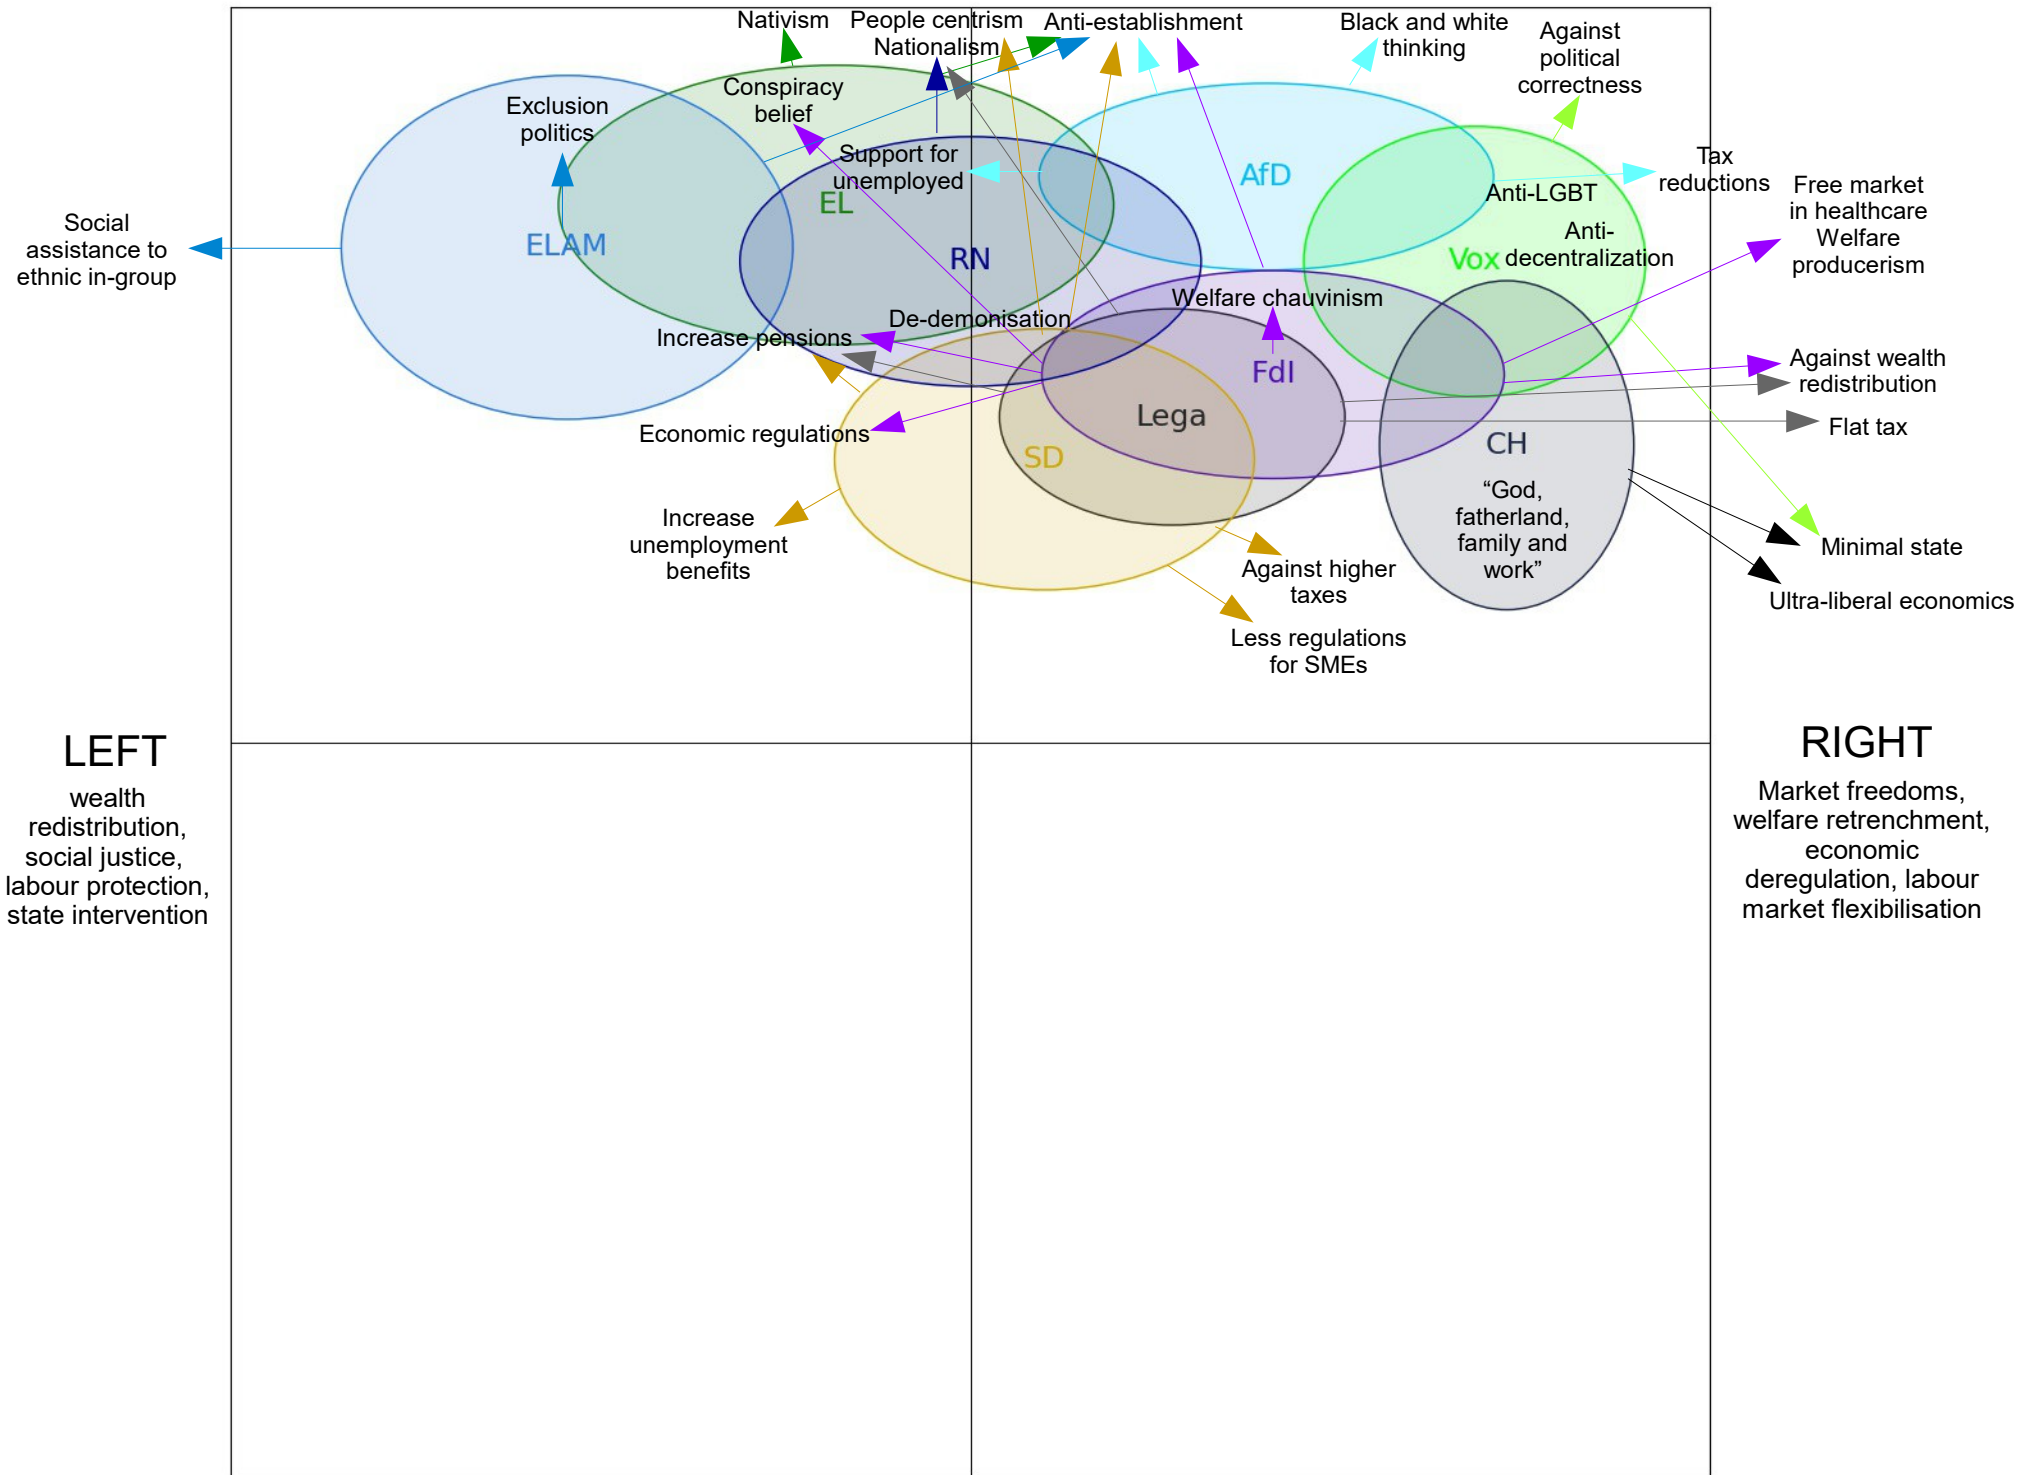 Nativism
People centrism
Nationalism
Anti-establishment
Black and white
thinking
Against
political
correctness
Conspiracy
belief
Exclusion
politics
Support for
unemployed
AfD
Tax
reductions
Anti-LGBT
EL
Free market
in healthcare
Welfare
producerism
Social
assistance to
ethnic in-group
ELAM
RN
Vox
Anti-
decentralization
Welfare chauvinism
De-demonisation
Increase pensions
FdI
Against wealth
redistribution
Lega
Flat tax
Economic regulations
SD
CH
“God,
fatherland,
family and
work”
Increase
unemployment
benefits
Minimal state
Against higher
taxes
Ultra-liberal economics
Less regulations
for SMEs
LEFT
wealth
redistribution,
social justice,
labour protection,
state intervention
RIGHT
Market freedoms,
welfare retrenchment,
economic
deregulation, labour
market flexibilisation